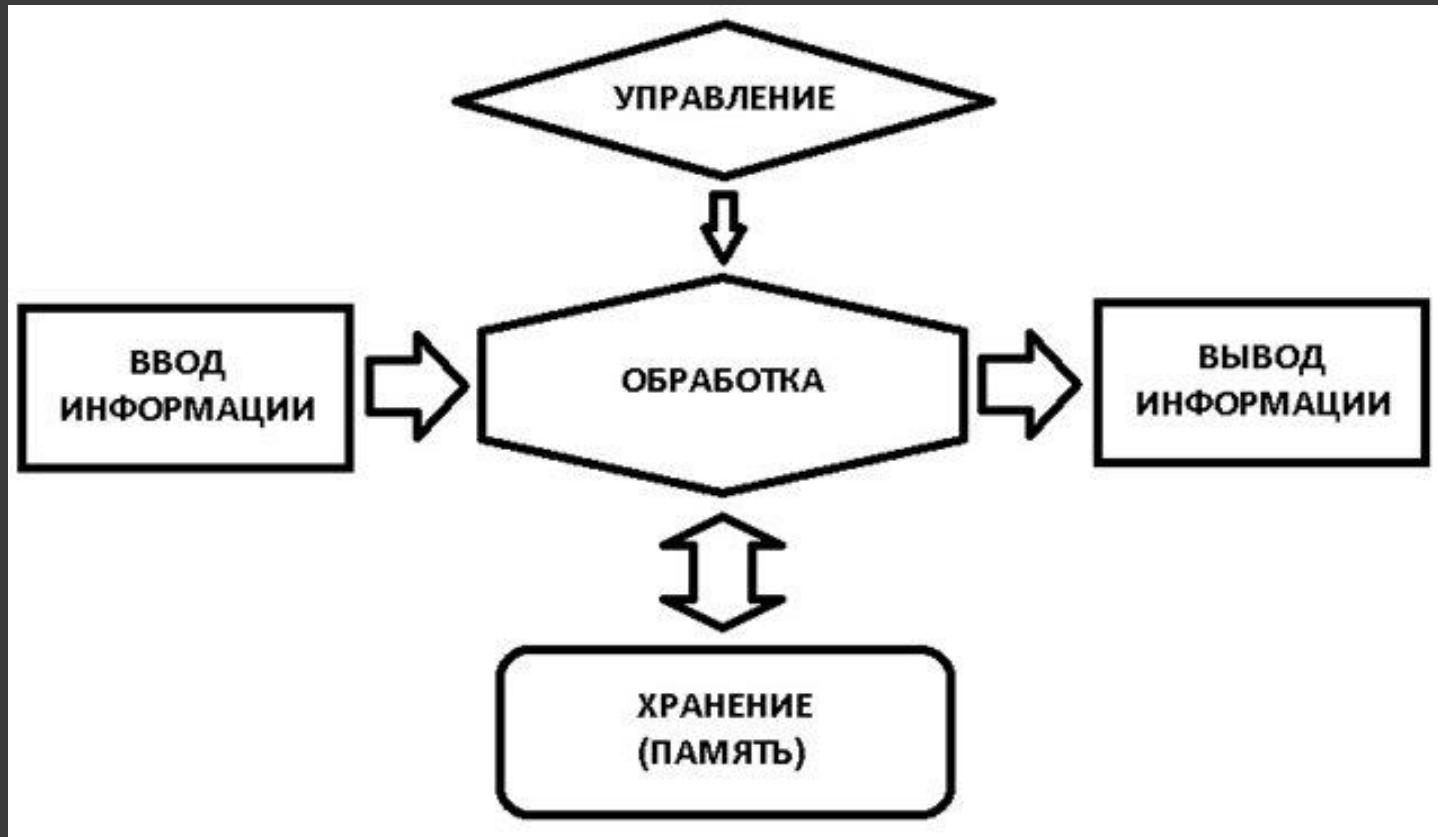 УПРАВЛЕНИЕ
ВВОД
ИНФОРМАЦИИ
ОБРАБОТКА
ВЫВОД
ИНФОРМАЦИИ
ХРАНЕНИЕ
(ПАМЯТЬ)